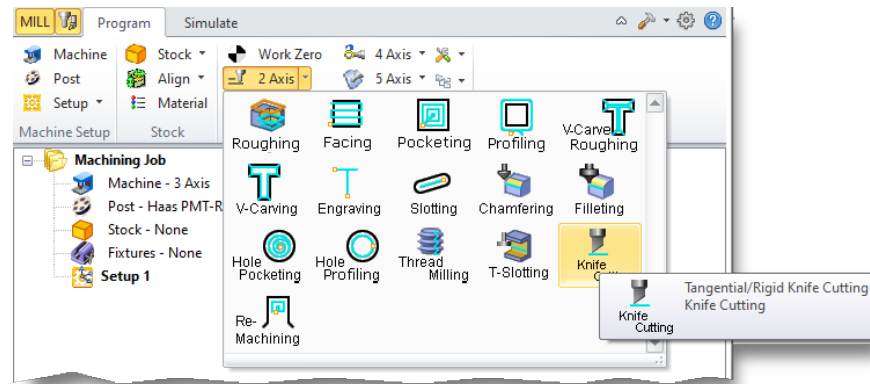 MILL Program Simulate
Machine Stock Work Zero 4 Axis
Post Align 2 Axis 5 Axis
Setup Material
Machine Setup Stock
Roughing Facing Pocketing Profiling V-Carve Roughing
V-Carving Engraving Slotting Chamfering Filleting
Hole Pocketing Hole Profiling Thread Milling T-Slotting Knife
Re-Machining
Machining Job
Machine - 3 Axis
Post - Haas PMT-R
Stock - None
Fixtures - None
Setup 1
Knife Cutting
Tangential/Rigid Knife Cutting
Knife Cutting